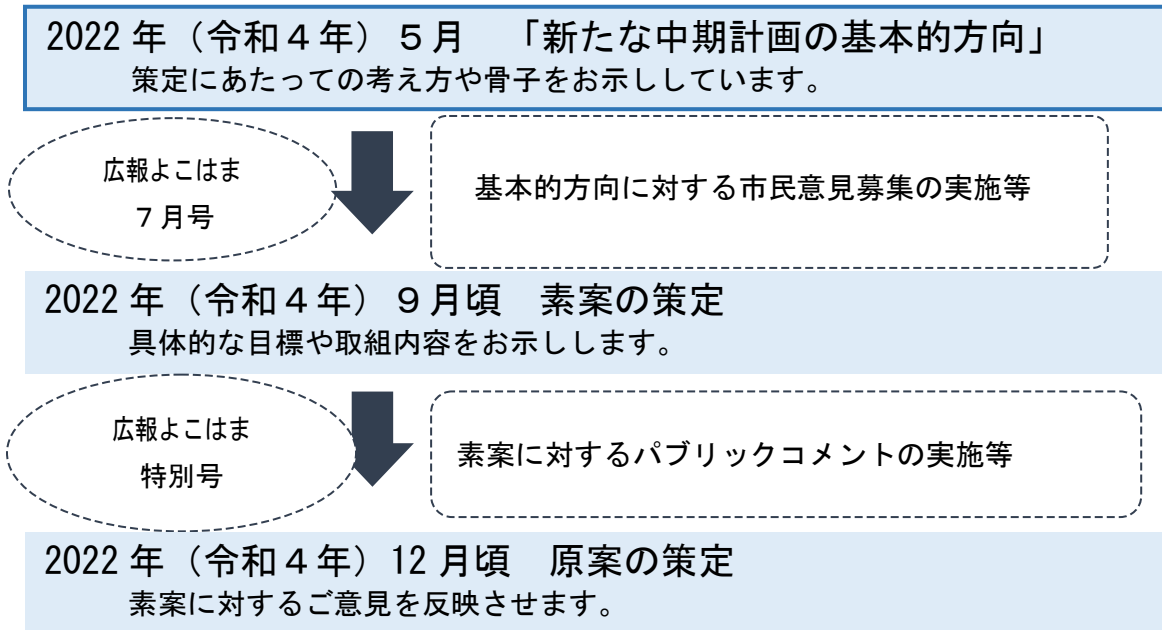 2022 年（令和４年）５月　「新たな中期計画の基本的方向」
策定にあたっての考え方や骨子をお示ししています。
広報よこはま
７月号
基本的方向に対する市民意見募集の実施等
2022 年（令和４年）９月頃　素案の策定
具体的な目標や取組内容をお示しします。
広報よこはま
特別号
素案に対するパブリックコメントの実施等
2022 年（令和４年）12 月頃　原案の策定
素案に対するご意見を反映させます。